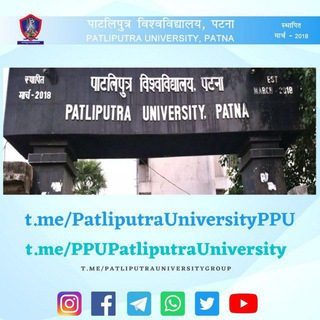 पाटलिपुत्र विश्वविद्यालय, पटना
PATLIPUTRA UNIVERSITY, PATNA
स्थापित
मार्च - 2018
स्थापित
मार्च-2018
पाटलिपुत्र विश्वविद्यालय, पटना
EST
MARCH-2018
PATLIPUTRA UNIVERSITY, PATNA
t.me/PatliputraUniversityPPU
t.me/PPUPatliputraUniversity
T.ME/PATLIPUTRAUNIVERSITYGROUP